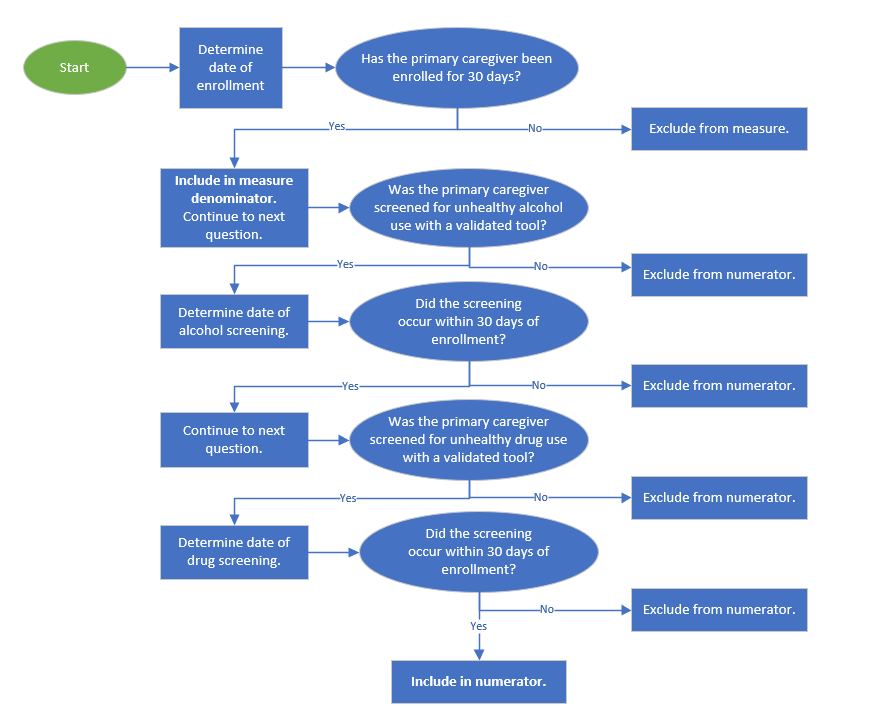 Start
Determine
date of
enrollment
Has the primary caregiver been
enrolled for 30 days?
Yes
No
Exclude from measure.
Include in measure
denominator.
Continue to next
question.
Was the primary caregiver
screened for unhealthy alcohol
use with a validated tool?
Yes
No
Exclude from numerator.
Determine date of
alcohol screening.
Did the screening
occur within 30 days of
enrollment?
Yes
No
Exclude from numerator.
Continue to next
question.
Was the primary caregiver
screened for unhealthy drug use
with a validated tool?
Yes
No
Exclude from numerator.
Determine date of
drug screening.
Did the screening
occur within 30 days of
enrollment?
No
Exclude from numerator.
Yes
Include in numerator.